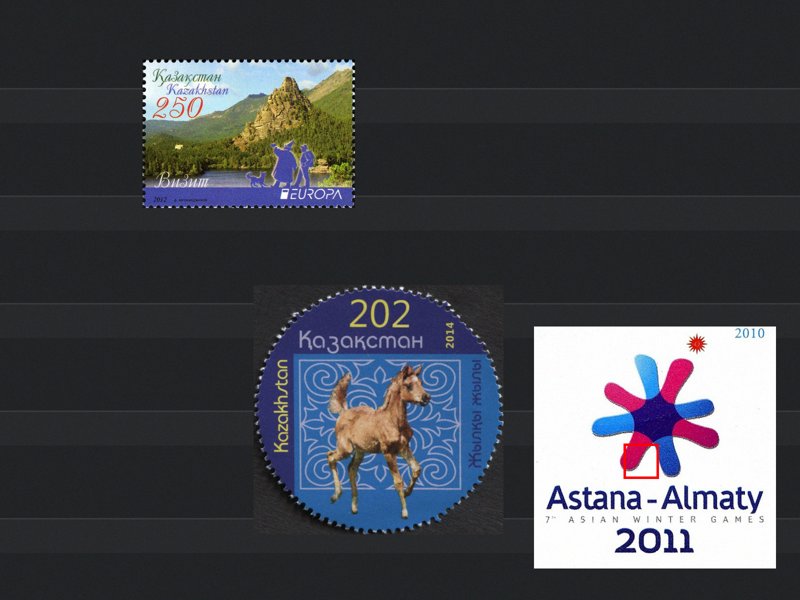 Қазақстан
Kazakhstan
250
Визит
2012
EUROPA
202
Қазақстан
2014
Kazakhstan
Жылқы жылы
2010
Astana - Almaty
7th ASIAN WINTER GAMES
2011